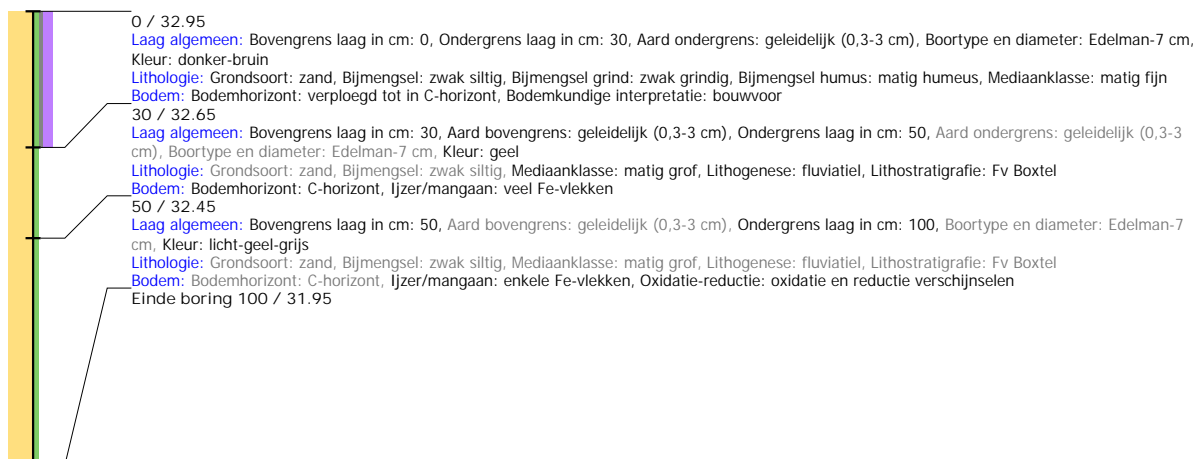 0 / 32.95
Laag algemeen: Bovengrens laag in cm: 0, Ondergrens laag in cm: 30, Aard ondergrens: geleidelijk (0,3-3 cm), Boortype en diameter: Edelman-7 cm,
Kleur: donker-bruin
Lithologie: Grondsoort: zand, Bijmengsel: zwak siltig, Bijmengsel grind: zwak grindig, Bijmengsel humus: matig humeus, Mediaanklasse: matig fijn
Bodem: Bodemhorizont: verploegd tot in C-horizont, Bodemkundige interpretatie: bouwvoor
30 / 32.65
Laag algemeen: Bovengrens laag in cm: 30, Aard bovengrens: geleidelijk (0,3-3 cm), Ondergrens laag in cm: 50, Aard ondergrens: geleidelijk (0,3-3
cm), Boortype en diameter: Edelman-7 cm, Kleur: geel
Lithologie: Grondsoort: zand, Bijmengsel: zwak siltig, Mediaanklasse: matig grof, Lithogenese: fluviatiel, Lithostratigrafie: Fv Boxtel
Bodem: Bodemhorizont: C-horizont, Ijzer/mangaan: veel Fe-vlekken
50 / 32.45
Laag algemeen: Bovengrens laag in cm: 50, Aard bovengrens: geleidelijk (0,3-3 cm), Ondergrens laag in cm: 100, Boortype en diameter: Edelman-7
cm, Kleur: licht-geel-grijs
Lithologie: Grondsoort: zand, Bijmengsel: zwak siltig, Mediaanklasse: matig grof, Lithogenese: fluviatiel, Lithostratigrafie: Fv Boxtel
Bodem: Bodemhorizont: C-horizont, Ijzer/mangaan: enkele Fe-vlekken, Oxidatie-reductie: oxidatie en reductie verschijnselen
Einde boring 100 / 31.95